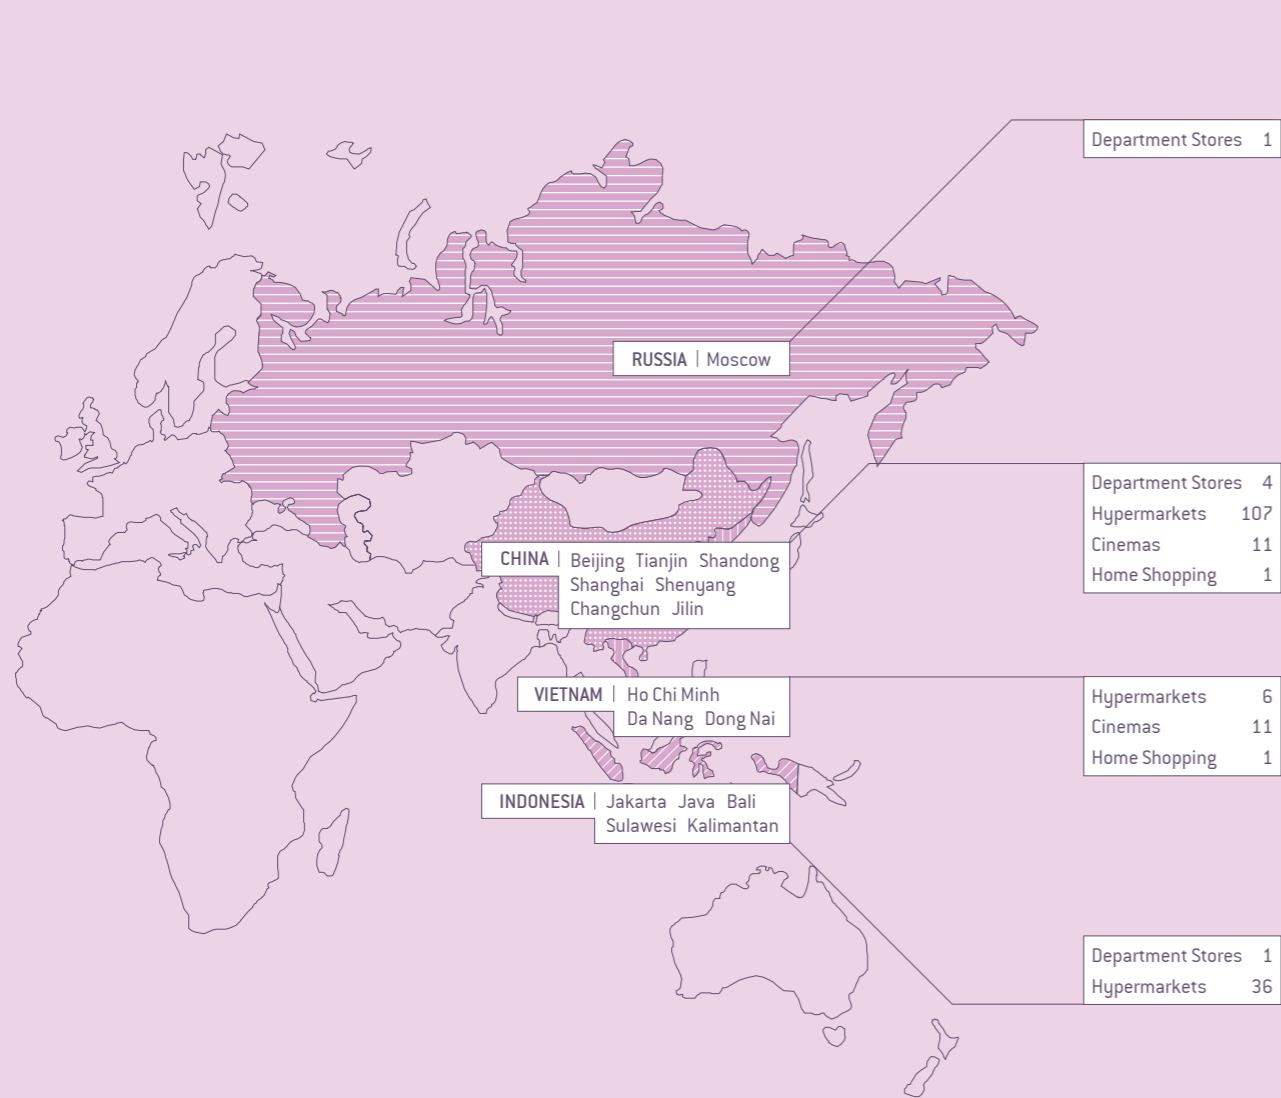 Department Stores 1
RUSSIA | Moscow
Department Stores 4
Hypermarkets 107
Cinemas 11
Home Shopping 1
CHINA | Beijing Tianjin Shandong
Shanghai Shenyang
Changchun Jilin
VIETNAM | Ho Chi Minh
Da Nang Dong Nai
Hypermarkets 6
Cinemas 11
Home Shopping 1
INDONESIA | Jakarta Java Bali
Sulawesi Kalimantan
Department Stores 1
Hypermarkets 36